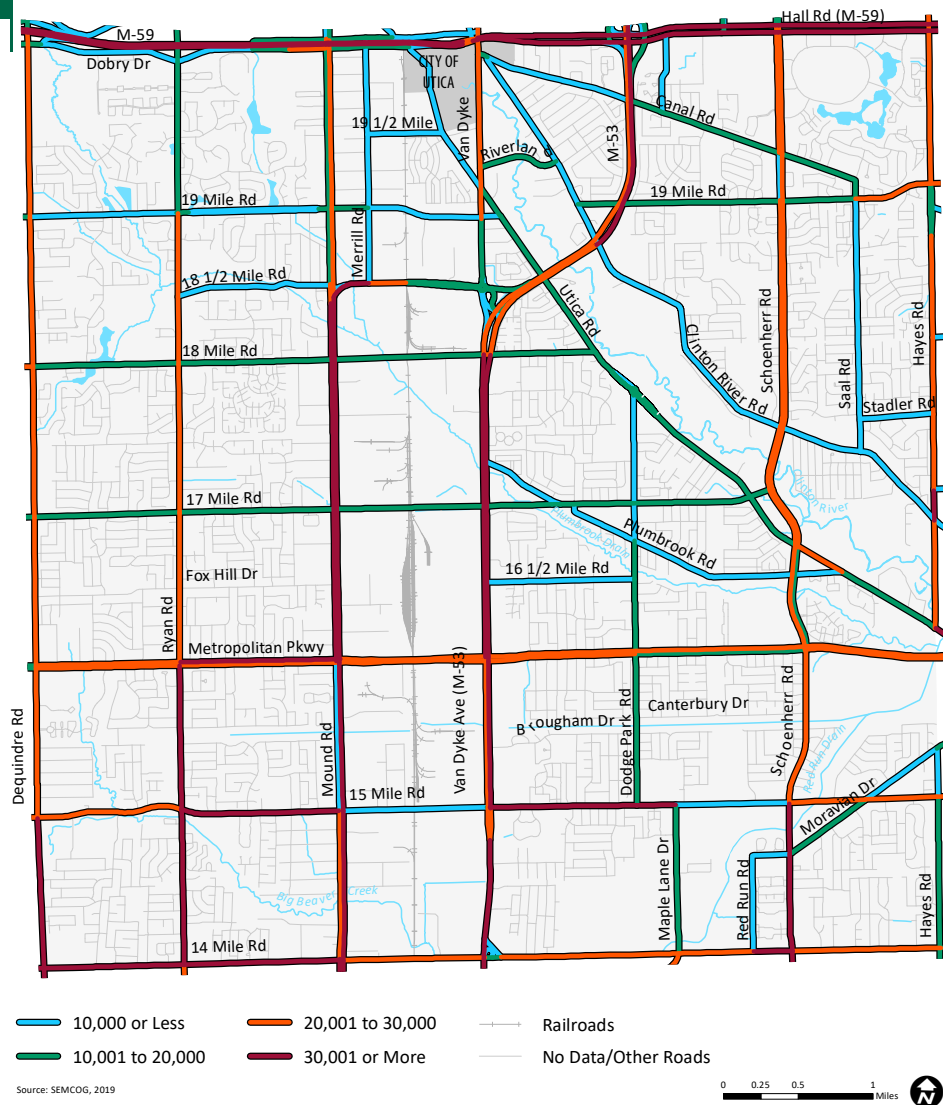 Hall Rd (M-59)
M-59
Dobry Dr
CITY OF
UTICA
Van Dyke
19 1/2 Mile
M-53
Canal Rd
19 Mile Rd
19 Mile Rd
Merrill Rd
18 1/2 Mile Rd
Utica Rd
Schoenherr Rd
Hayes Rd
18 Mile Rd
Clinton River Rd
Saal Rd
Stadler Rd
17 Mile Rd
Clinton River
Plumbrook Drain
Plumbrook Rd
16 1/2 Mile Rd
Fox Hill Dr
Ryan Rd
Metropolitan Pkwy
Van Dyke Ave (M-53)
Dodge Park Rd
Canterbury Dr
Schoenherr Rd
Dequindre Rd
Mound Rd
Red Run Drain
15 Mile Rd
Moravian Dr
Maple Lane Dr
Red Run Rd
Hayes Rd
Big Beaver Creek
14 Mile Rd
10,000 or Less
20,001 to 30,000
Railroads
10,001 to 20,000
30,001 or More
No Data/Other Roads
Source: SEMCOG, 2019
0 0.25 0.5 1
Miles
N